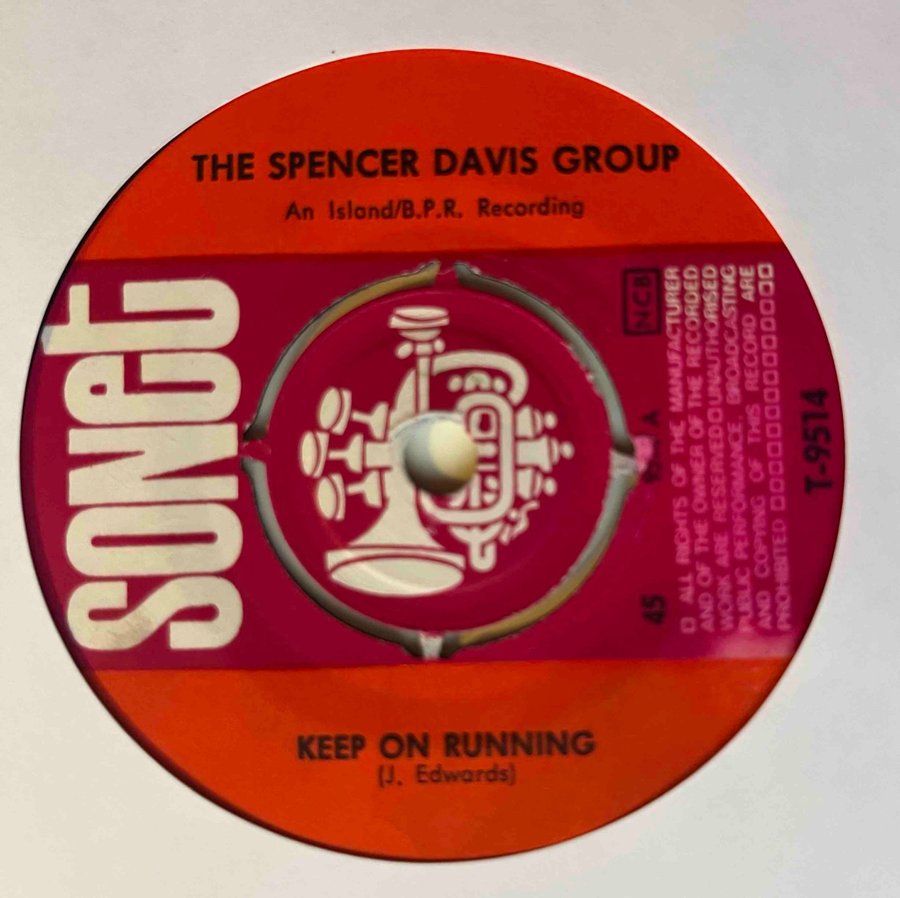 THE SPENCER DAVIS GROUP
An Island/B.P.R. Recording
SONET
NCB
ALL RIGHTS OF THE MANUFACTURER
AND OF THE OWNER OF THE RECORDED
WORK ARE RESERVED UNAUTHORISED
PUBLIC PERFORMANCE, BROADCASTING
AND COPYING OF THIS RECORD ARE
PROHIBITED
45
A
T-9514
KEEP ON RUNNING
(J. Edwards)